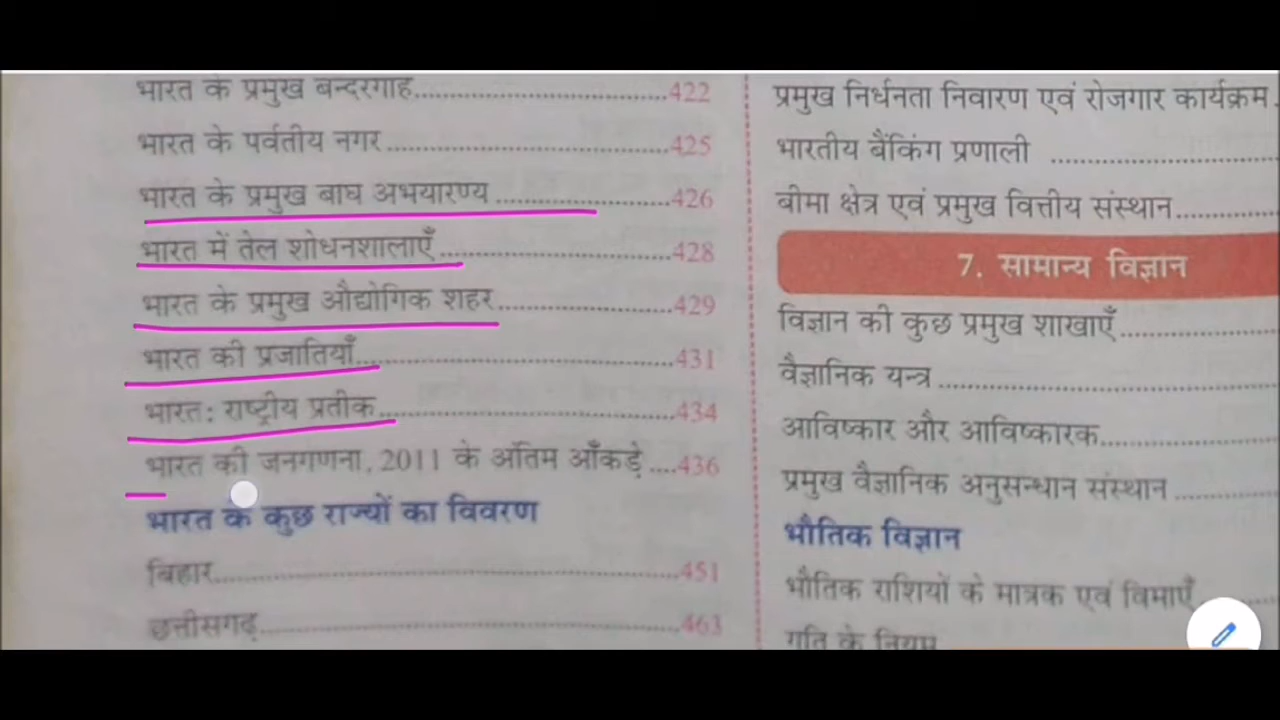 भारत के प्रमुख बन्दरगाह..............................422
भारत के पर्वतीय नगर..................................425
भारत के प्रमुख बाघ अभयारण्य.....................426
भारत में तेल शोधनशालाएँ...........................428
भारत के प्रमुख औद्योगिक शहर....................429
भारत की प्रजातियाँ.....................................431
भारत: राष्ट्रीय प्रतीक..................................434
भारत की जनगणना, 2011 के अंतिम आँकड़े ....436
भारत के कुछ राज्यों का विवरण
बिहार........................................................451
छत्तीसगढ़..................................................463
प्रमुख निर्धनता निवारण एवं रोजगार कार्यक्रम.
भारतीय बैंकिंग प्रणाली ..........................
बीमा क्षेत्र एवं प्रमुख वित्तीय संस्थान...........
7. सामान्य विज्ञान
विज्ञान की कुछ प्रमुख शाखाएँ..................
वैज्ञानिक यन्त्र......................................
आविष्कार और आविष्कारक....................
प्रमुख वैज्ञानिक अनुसन्धान संस्थान...........
भौतिक विज्ञान
भौतिक राशियों के मात्रक एवं विमाएँ.........
गति के नियम